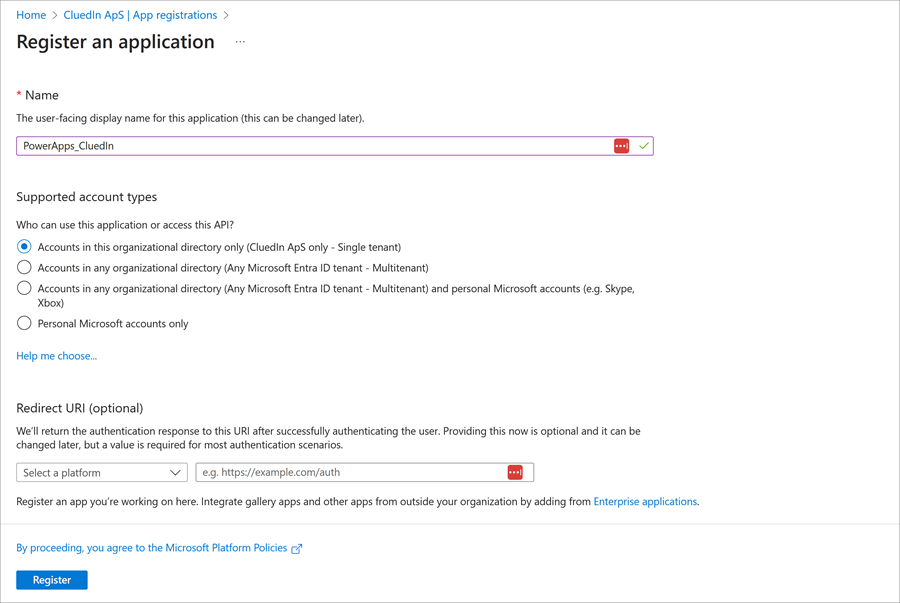 Home > CluedIn ApS | App registrations >
Register an application ...
* Name
The user-facing display name for this application (this can be changed later).
PowerApps_CluedIn
Supported account types
Who can use this application or access this API?
Accounts in this organizational directory only (CluedIn ApS only - Single tenant)
Accounts in any organizational directory (Any Microsoft Entra ID tenant - Multitenant)
Accounts in any organizational directory (Any Microsoft Entra ID tenant - Multitenant) and personal Microsoft accounts (e.g. Skype,
Xbox)
Personal Microsoft accounts only
Help me choose...
Redirect URI (optional)
We'll return the authentication response to this URI after successfully authenticating the user. Providing this now is optional and it can be
changed later, but a value is required for most authentication scenarios.
Select a platform e.g. https://example.com/auth
Register an app you're working on here. Integrate gallery apps and other apps from outside your organization by adding from Enterprise applications.
By proceeding, you agree to the Microsoft Platform Policies
Register